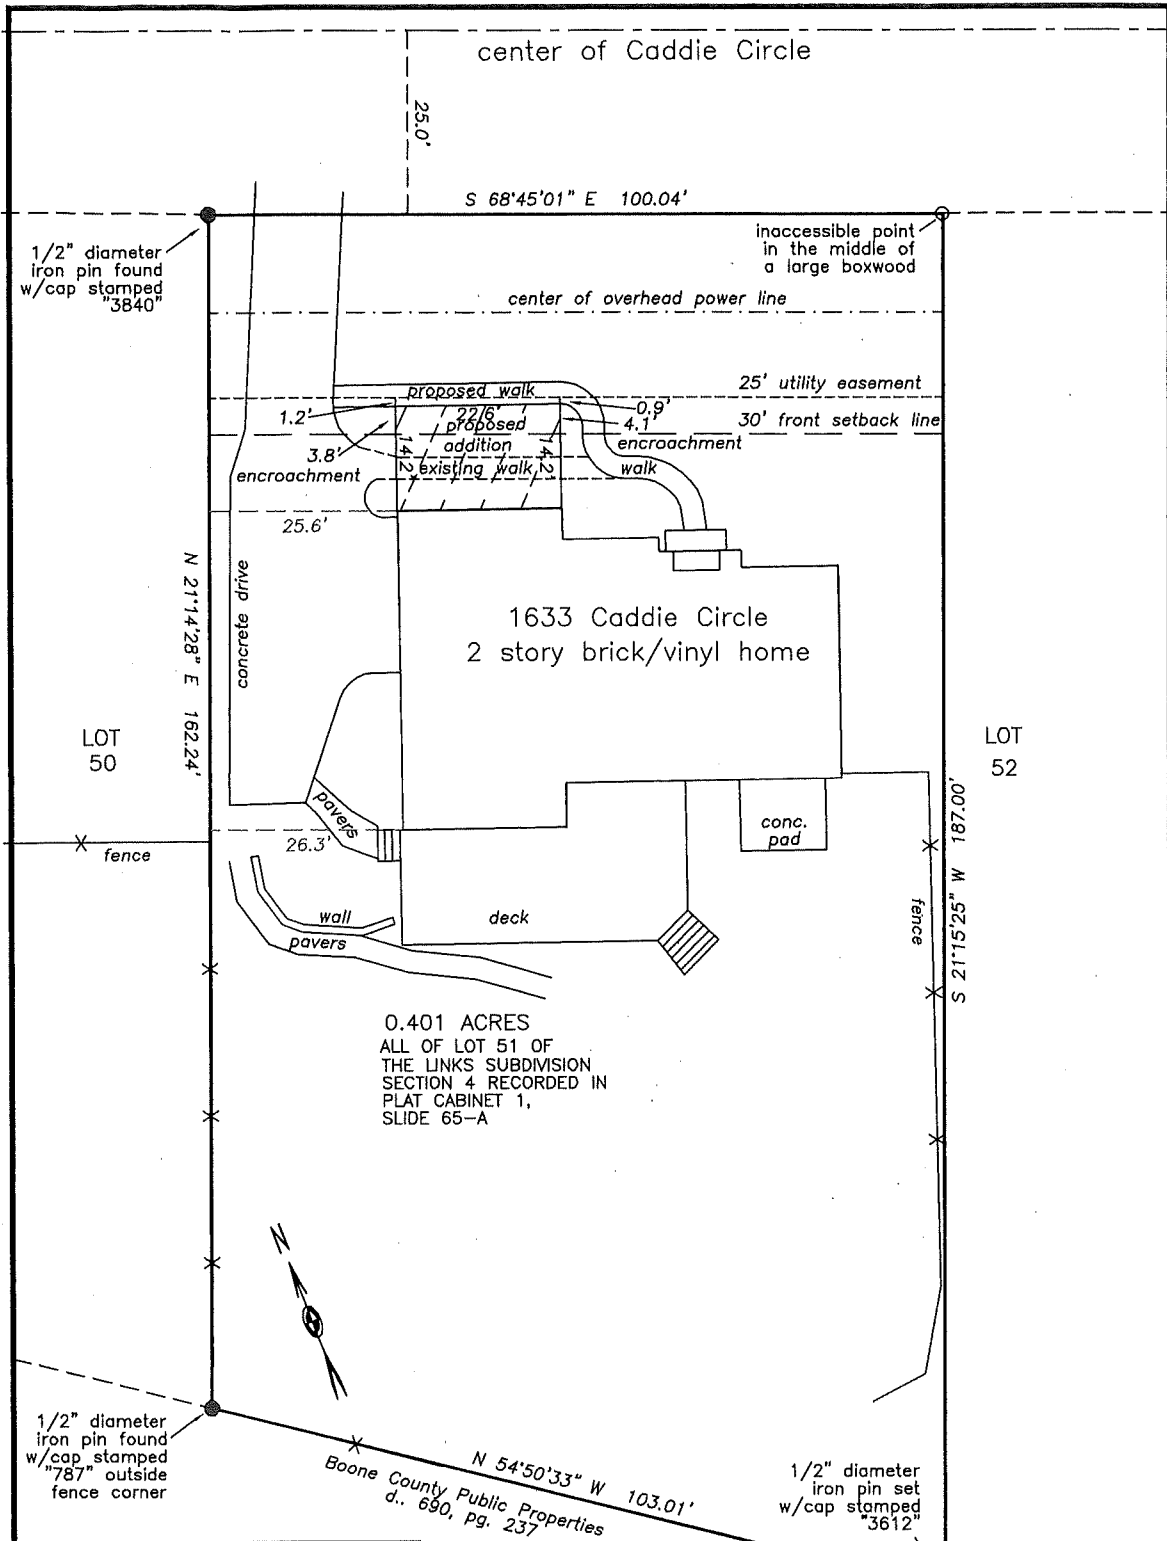 center of Caddie Circle
25.0'
S 68°45'01" E 100.04'
1/2" diameter
iron pin found
w/cap stamped
"3840"
inaccessible point
in the middle of
a large boxwood
center of overhead power line
25' utility easement
proposed walk
1.2'
22.6'
0.9'
30' front setback line
proposed
4.1'
addition
encroachment
3.8'
encroachment
14.2'
14.2'
existing walk
walk
25.6'
N 21°14'28" E 162.24'
concrete drive
1633 Caddie Circle
2 story brick/vinyl home
LOT
50
LOT
52
pavers
conc.
pad
26.3'
fence
fence
S 21°15'25" W 187.00'
wall
pavers
deck
0.401 ACRES
ALL OF LOT 51 OF
THE LINKS SUBDIVISION
SECTION 4 RECORDED IN
PLAT CABINET 1,
SLIDE 65-A
N
1/2" diameter
iron pin found
w/cap stamped
"787" outside
fence corner
N 54°50'33" W 103.01'
Boone County Public Properties
d.. 690, pg. 237
1/2" diameter
iron pin set
w/cap stamped
"3612"